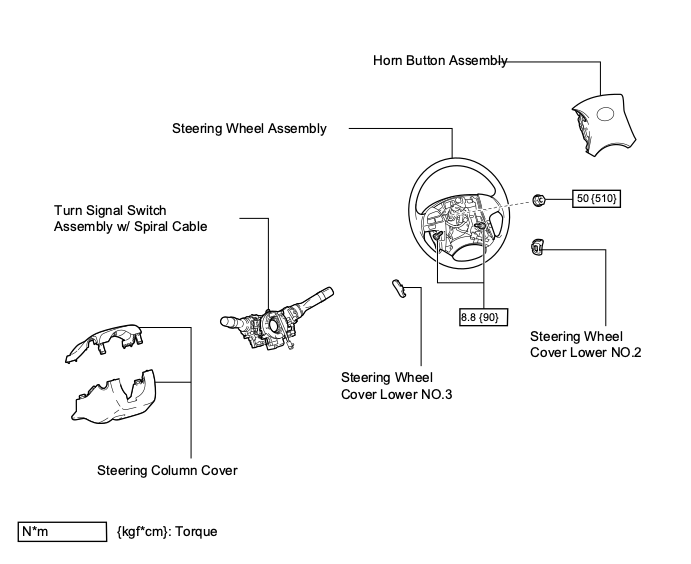 Horn Button Assembly
Steering Wheel Assembly
50 {510}
Turn Signal Switch
Assembly w/ Spiral Cable
8.8 {90}
Steering Wheel
Cover Lower NO.2
Steering Wheel
Cover Lower NO.3
Steering Column Cover
N*m {kgf*cm}: Torque